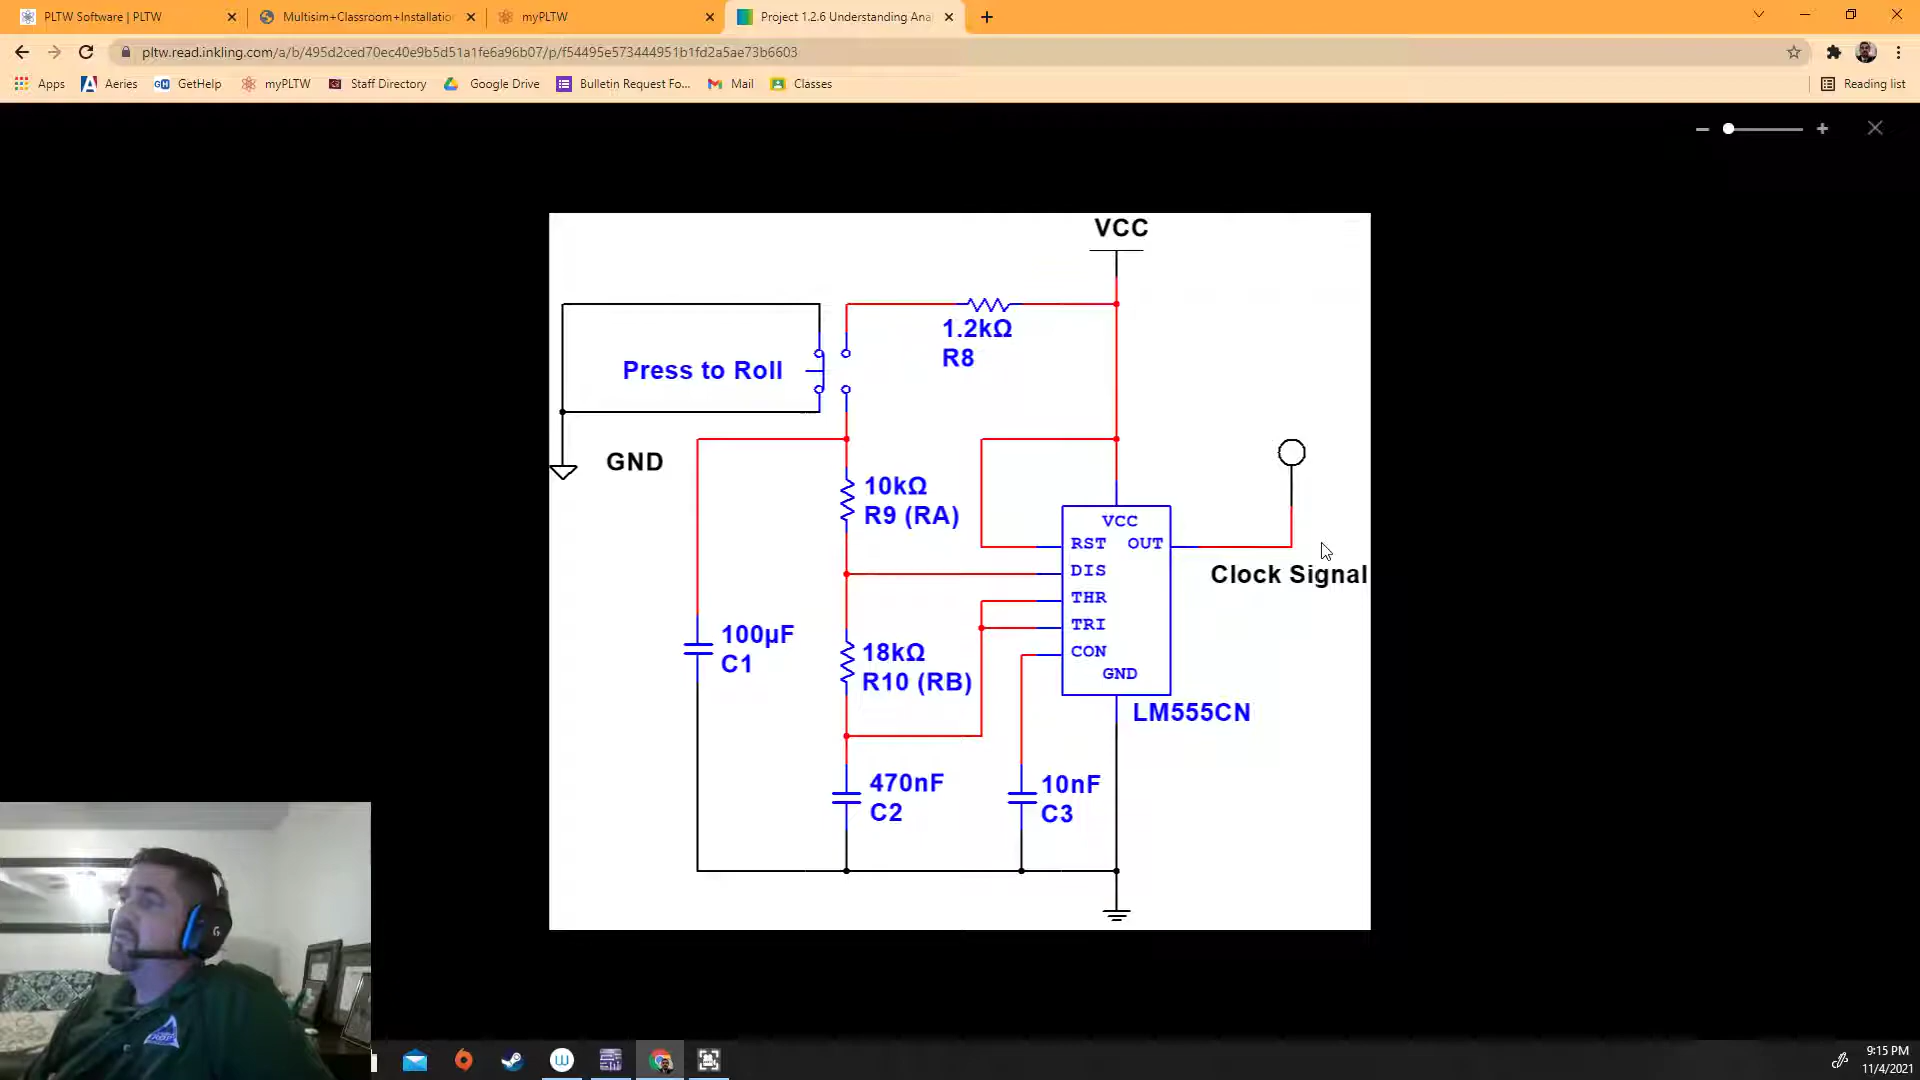 PLTW Software | PLTW
Multisim+Classroom+Installatio
myPLTW
Project 1.2.6 Understanding Ana
pltw.read.inkling.com/a/b/495d2ced70ec40e9b5d51a1fe6a96b07/p/f54495e573444951b1fd2a5ae73b6603
Apps
Aeries
GetHelp
myPLTW
Staff Directory
Google Drive
Bulletin Request Fo...
Mail
Classes
Reading list
VCC
1.2kΩ
R8
Press to Roll
GND
10kΩ
R9 (RA)
VCC
RST OUT
DIS
THR
TRI
CON
GND
Clock Signal
100µF
C1
18kΩ
R10 (RB)
LM555CN
470nF
C2
10nF
C3
9:15 PM
11/4/2021